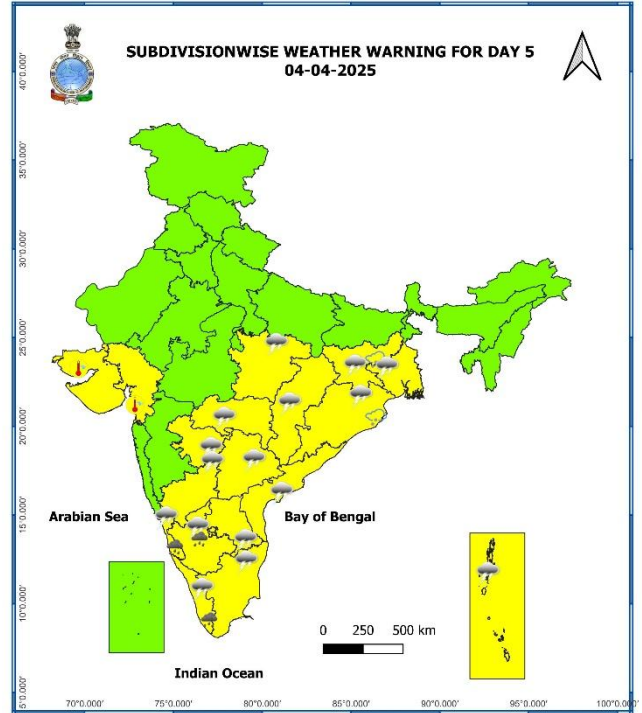 SUBDIVISIONWISE WEATHER WARNING FOR DAY 5
04-04-2025
40°0.000'
35°0.000'
30°0.000'
25°0.000'
20°0.000'
15°0.000'
10°0.000'
5°0.000'
Arabian Sea
Bay of Bengal
0 250 500 km
Indian Ocean
70°0.000' 75°0.000' 80°0.000' 85°0.000' 90°0.000' 95°0.000' 100°0.000'